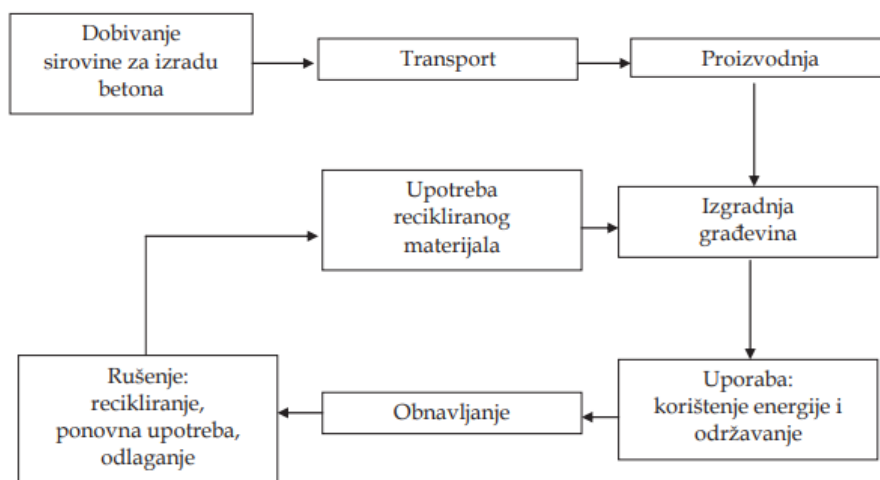 Dobivanje
sirovine za izradu
betona
Transport
Proizvodnja
Upotreba
recikliranog
materijala
Izgradnja
građevina
Rušenje:
recikliranje,
ponovna upotreba,
odlaganje
Obnavljanje
Uporaba:
korištenje energije i
održavanje